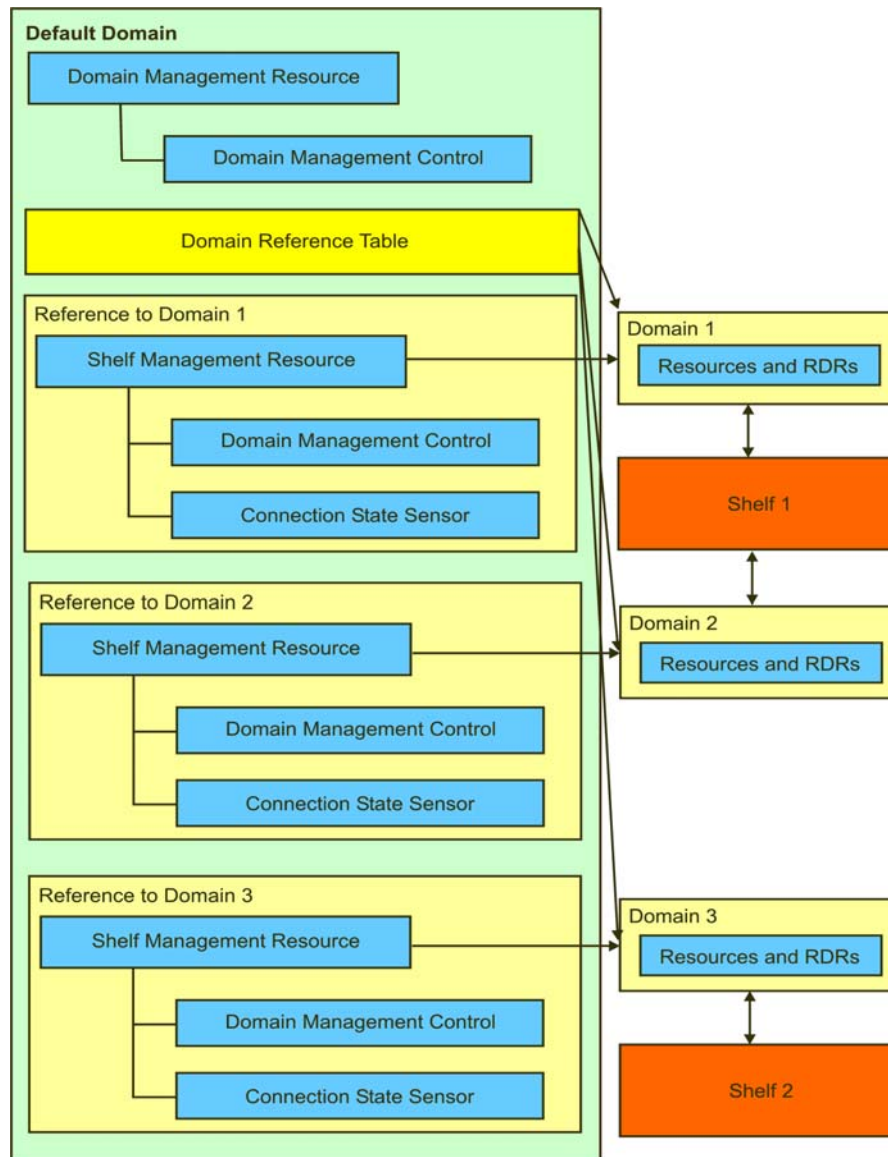 Default Domain
Domain Management Resource
Domain Management Control
Domain Reference Table
Reference to Domain 1
Shelf Management Resource
Domain Management Control
Connection State Sensor
Domain 1
Resources and RDRs
Shelf 1
Reference to Domain 2
Shelf Management Resource
Domain Management Control
Connection State Sensor
Domain 2
Resources and RDRs
Reference to Domain 3
Shelf Management Resource
Domain Management Control
Connection State Sensor
Domain 3
Resources and RDRs
Shelf 2